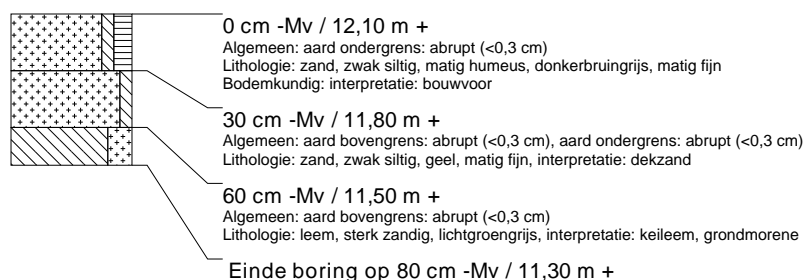 0 cm -Mv / 12,10 m +
Algemeen: aard ondergrens: abrupt (<0,3 cm)
Lithologie: zand, zwak siltig, matig humeus, donkerbruingrijs, matig fijn
Bodemkundig: interpretatie: bouwvoor
30 cm -Mv / 11,80 m +
Algemeen: aard bovengrens: abrupt (<0,3 cm), aard ondergrens: abrupt (<0,3 cm)
Lithologie: zand, zwak siltig, geel, matig fijn, interpretatie: dekzand
60 cm -Mv / 11,50 m +
Algemeen: aard bovengrens: abrupt (<0,3 cm)
Lithologie: leem, sterk zandig, lichtgroengrijs, interpretatie: keileem, grondmorene
Einde boring op 80 cm -Mv / 11,30 m +